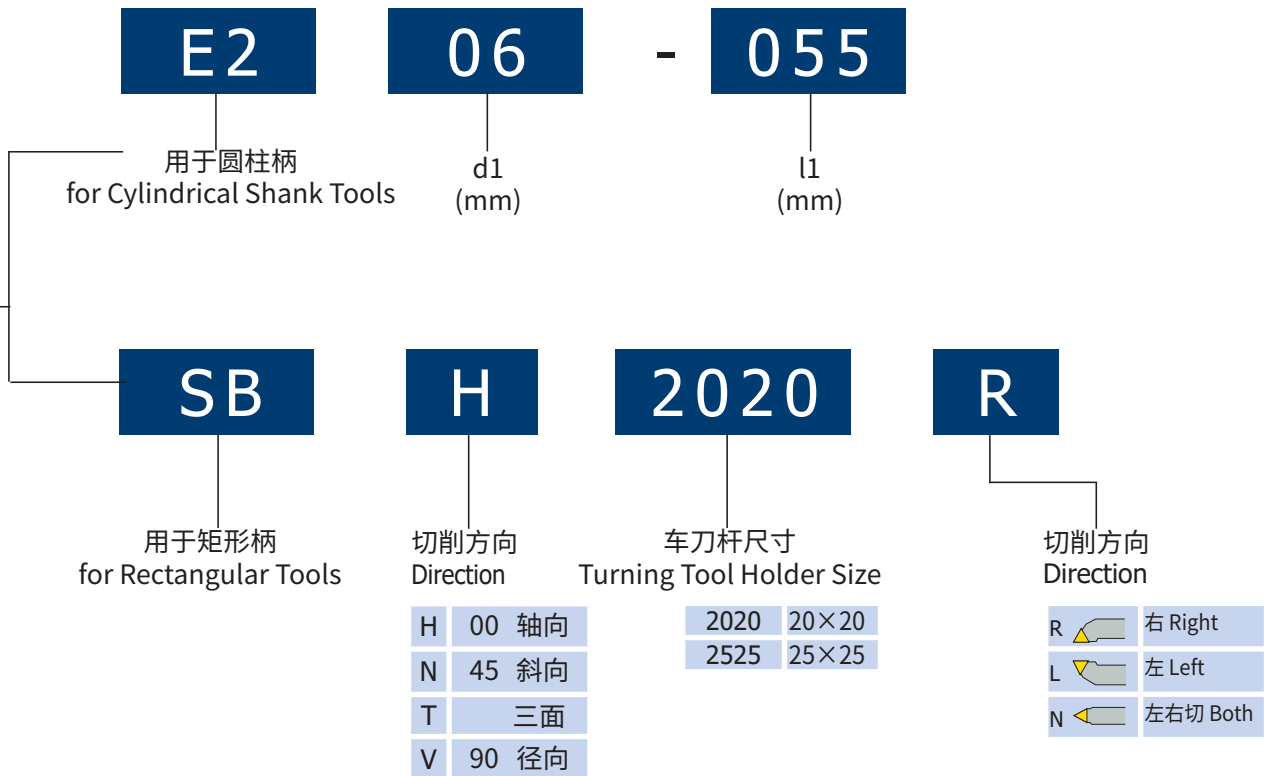 E2 06 - 055
用于圆柱柄
for Cylindrical Shank Tools
d1
(mm)
l1
(mm)
SB H 2020 R
用于矩形柄
for Rectangular Tools
切削方向
Direction
H 00 轴向
N 45 斜向
T 三面
V 90 径向
车刀杆尺寸
Turning Tool Holder Size
2020 20×20
2525 25×25
切削方向
Direction
R 右 Right
L 左 Left
N 左右切 Both